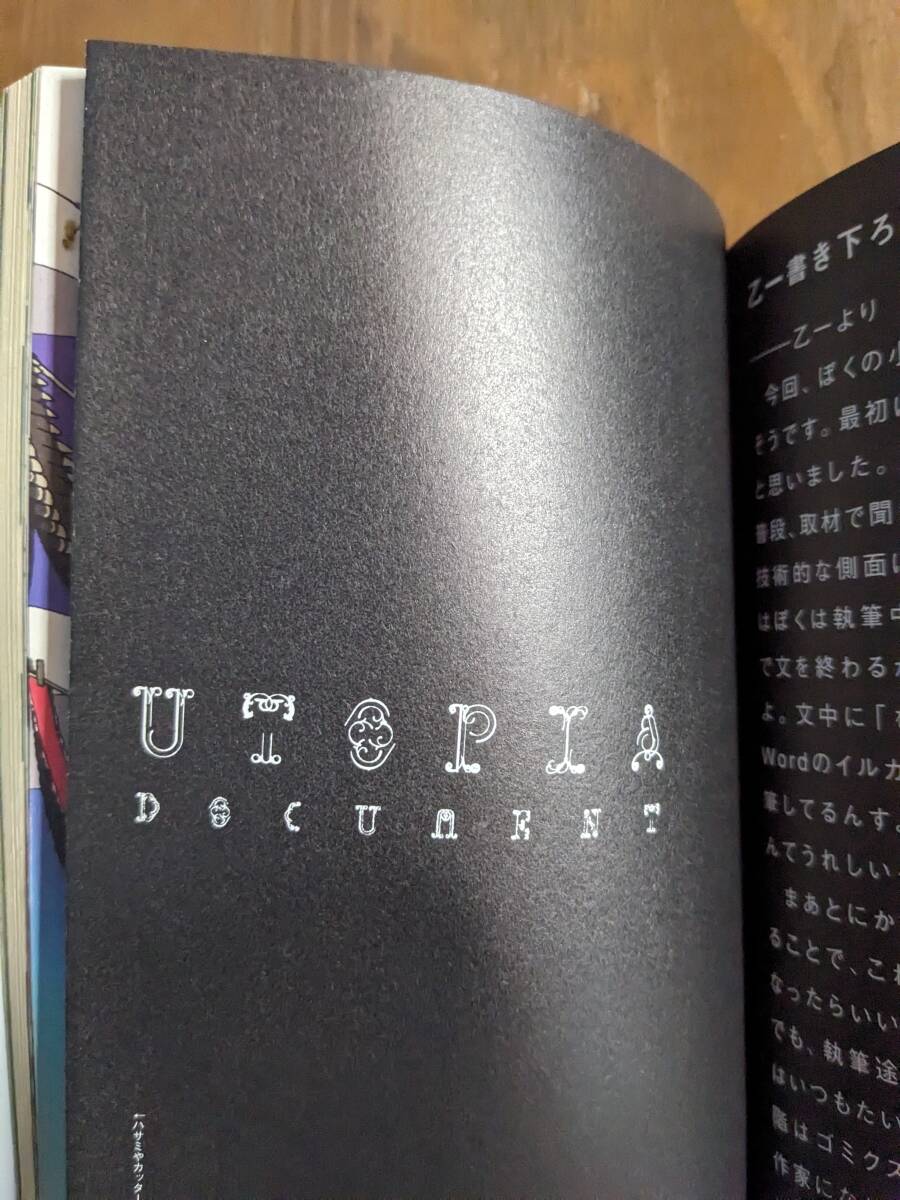 UTOPIA
DOCUMENT
ハサミやカッター
乙一書き下ろ
──乙一より
今回、ぼくの小
そうです。最初に
と思いました。
普段、取材で聞
技術的な側面に
はぼくは執筆中
で文を終わるか
よ。文中に「
Wordのイルカ
筆してるんす。
んてうれしい
まあとにか
ることで、これ
なったらいい
でも、執筆途
はいつもたい
階はゴミクズ
作家に